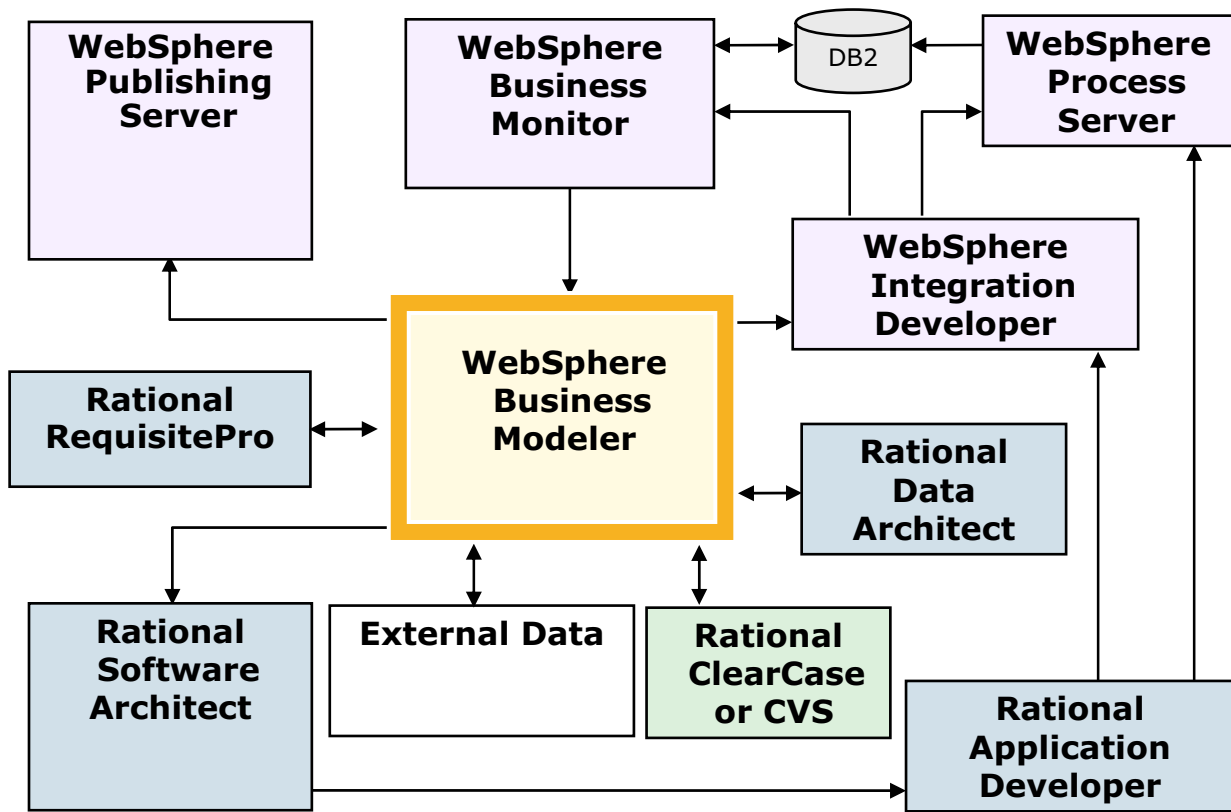 WebSphere
Publishing
Server
WebSphere
Business
Monitor
DB2
WebSphere
Process
Server
WebSphere
Integration
Developer
WebSphere
Business
Modeler
Rational
RequisitePro
Rational
Data
Architect
Rational
Software
Architect
External Data
Rational
ClearCase
or CVS
Rational
Application
Developer